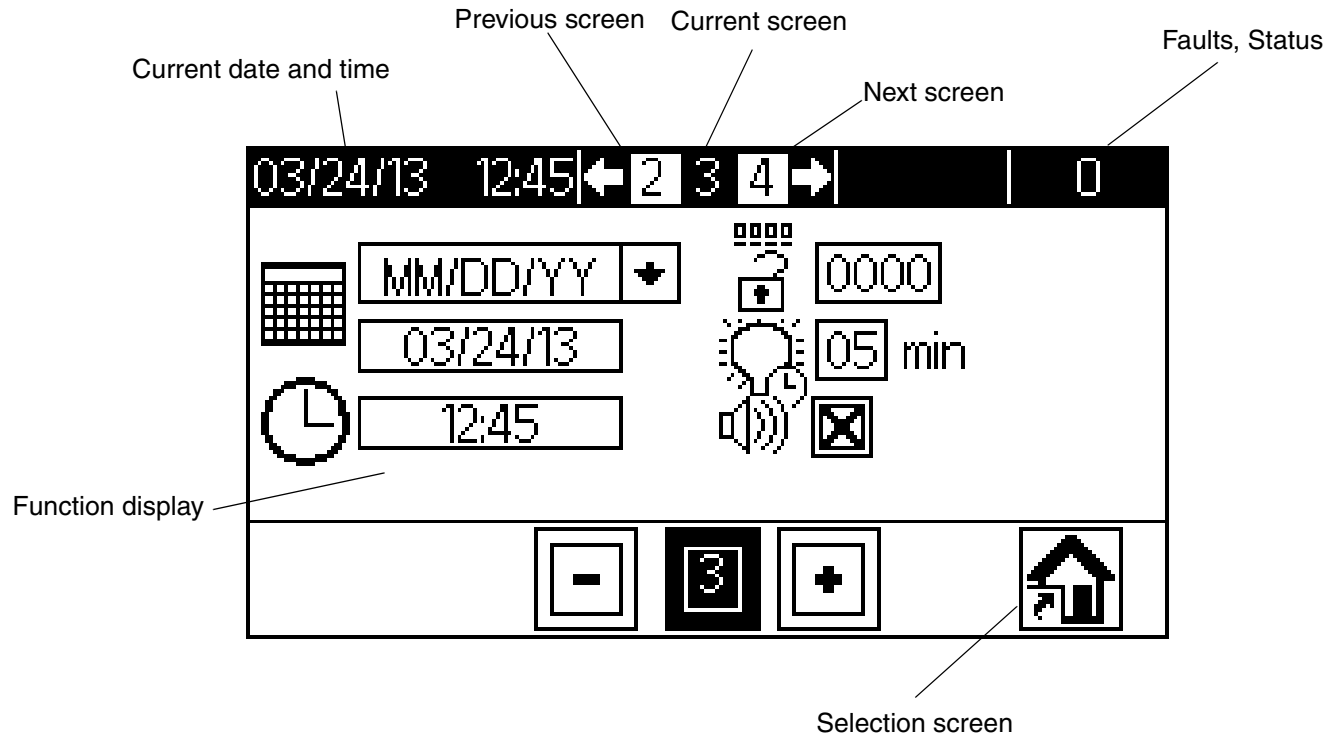 Previous screen
Current screen
Faults, Status
Current date and time
Next screen
03/24/13 12:45 2 3 4 0
MM/DD/YY
0000
03/24/13
05 min
12:45
Function display
- 3 +
Selection screen